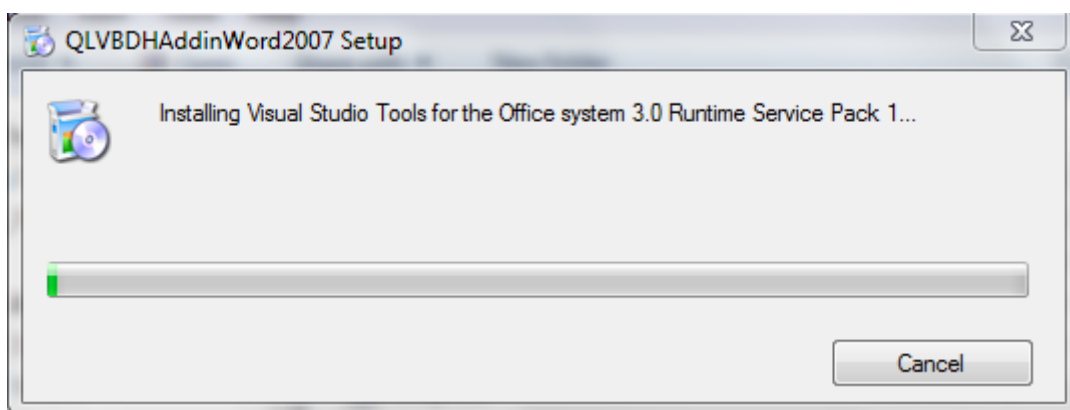 QLVBDHAddinWord2007 Setup
Installing Visual Studio Tools for the Office system 3.0 Runtime Service Pack 1...
Cancel